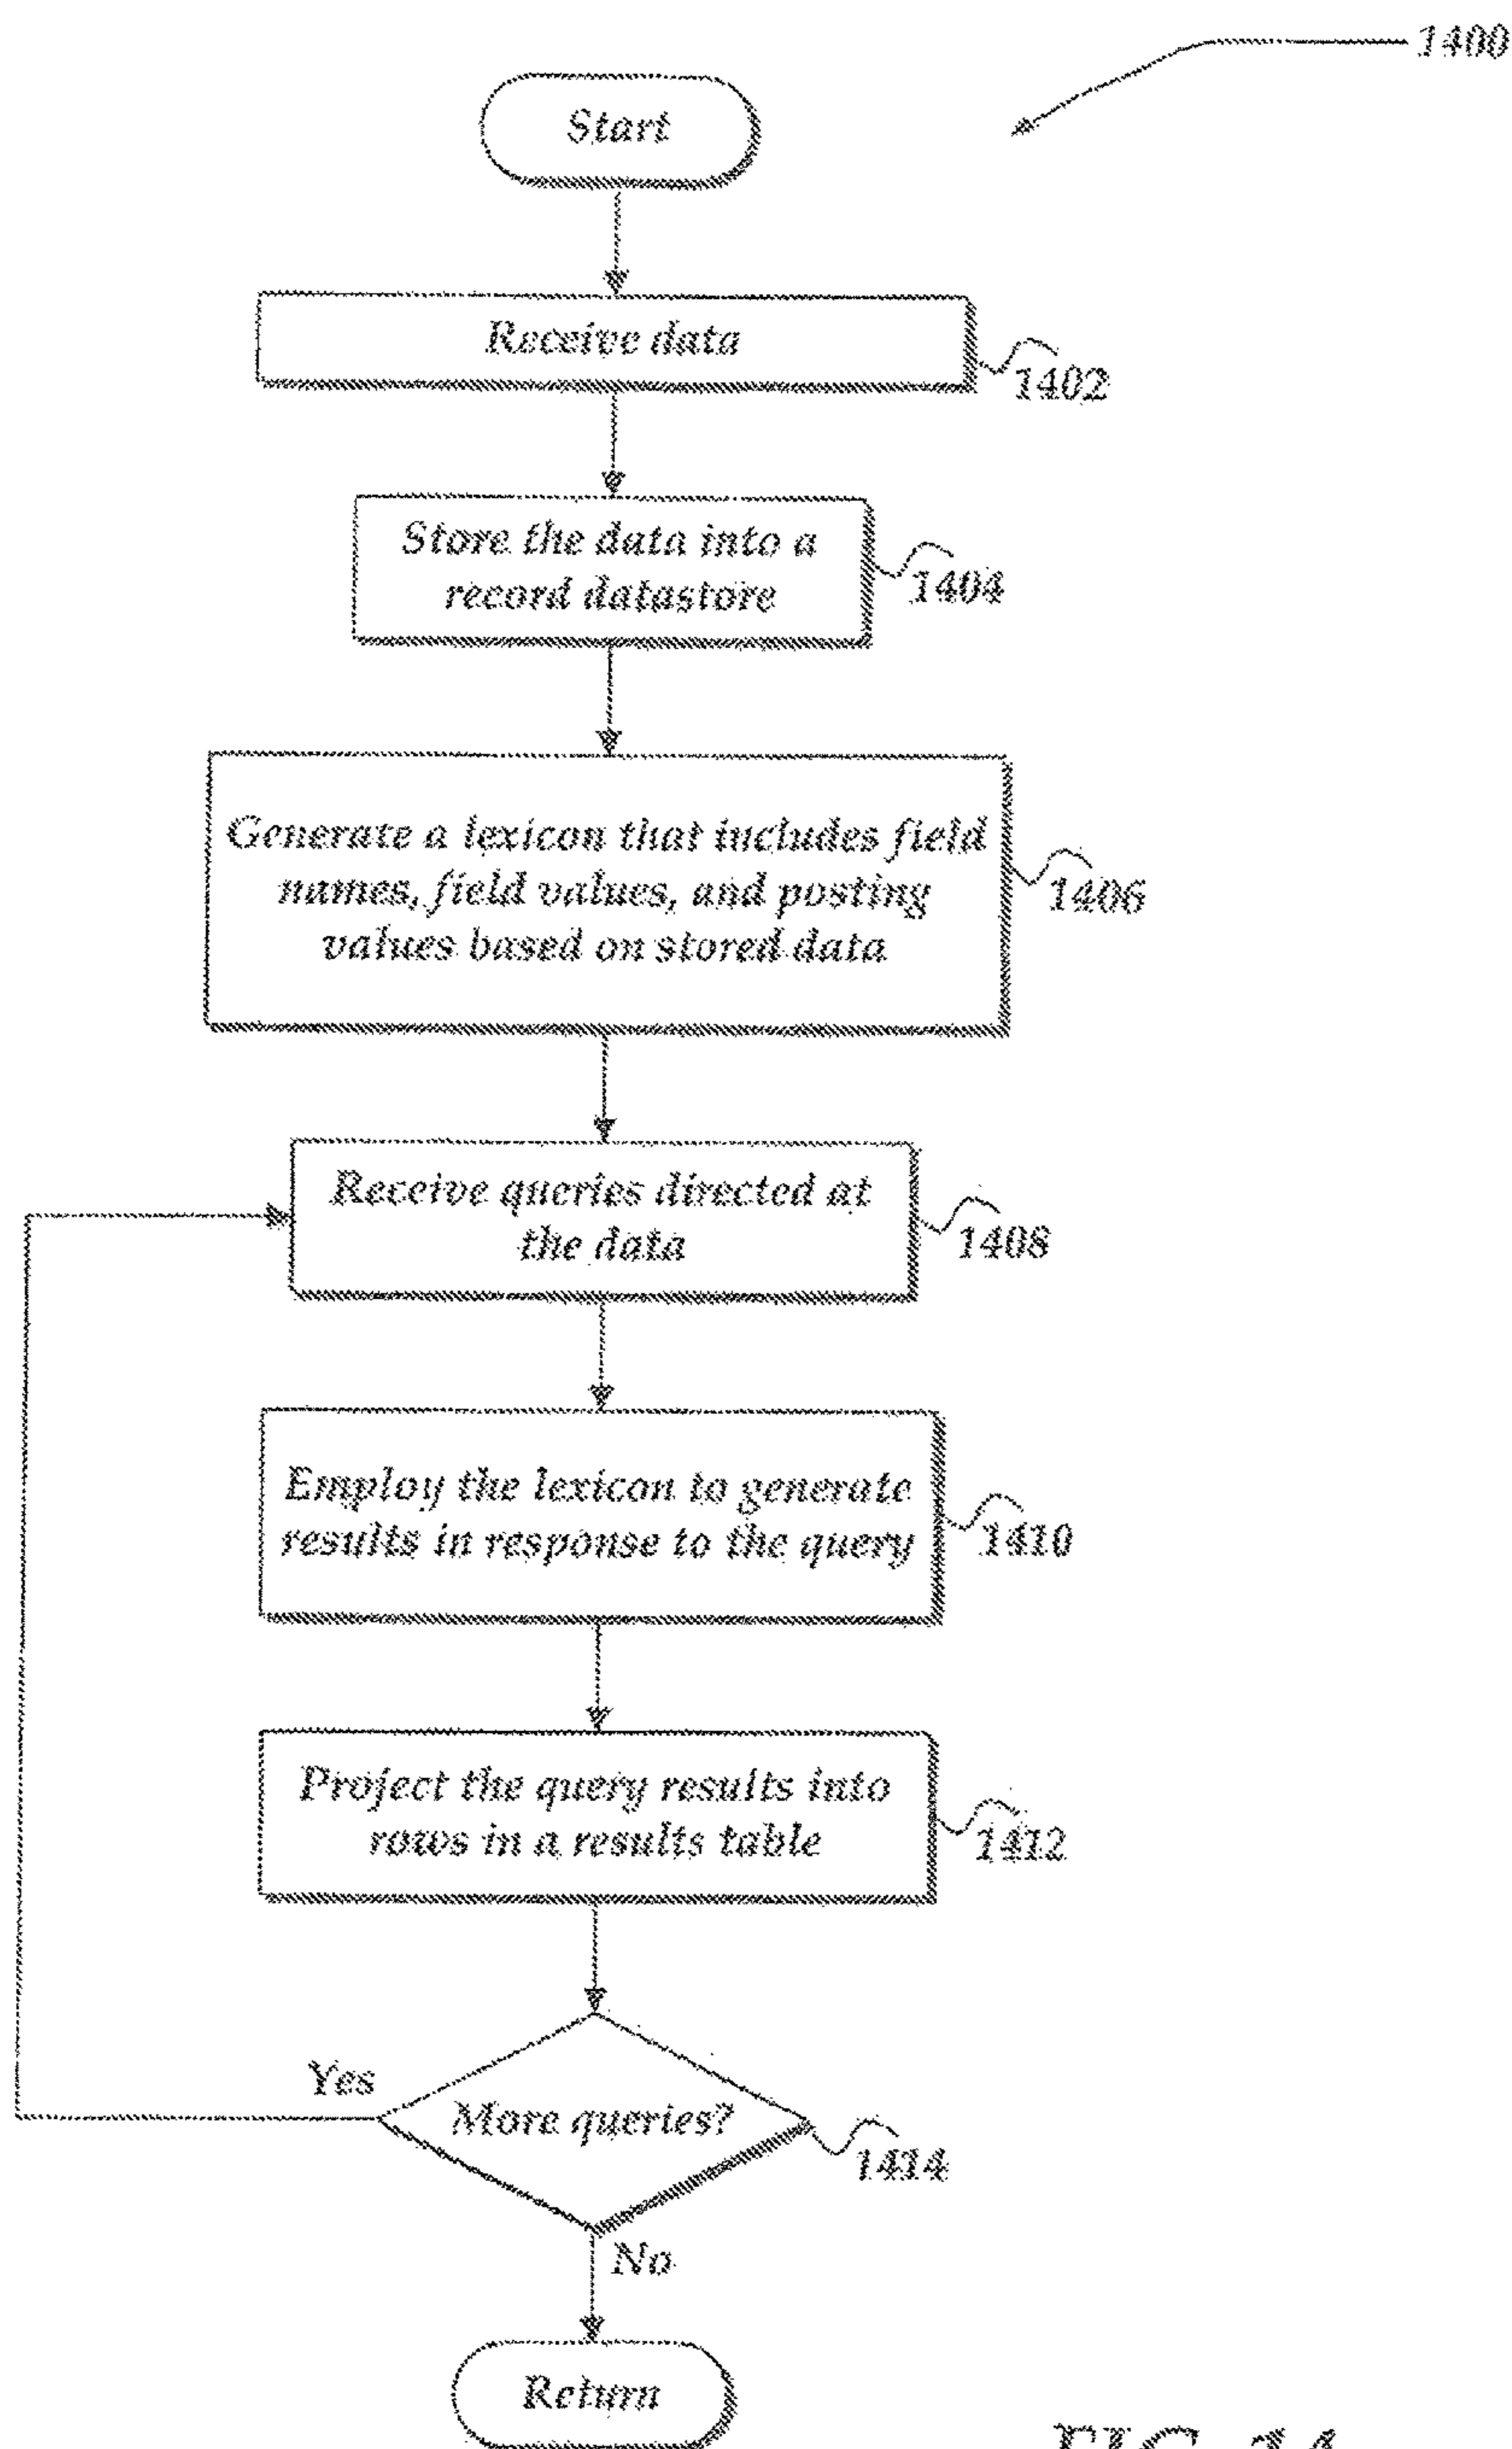 1400
Start
Receive data
1402
Store the data into a
record datastore
1404
Generate a lexicon that includes field
names, field values, and posting
values based on stored data
1406
Receive queries directed at
the data
1408
Employ the lexicon to generate
results in response to the query
1410
Project the query results into
rows in a results table
1412
Yes
More queries?
1414
No
Return
FIG. 14